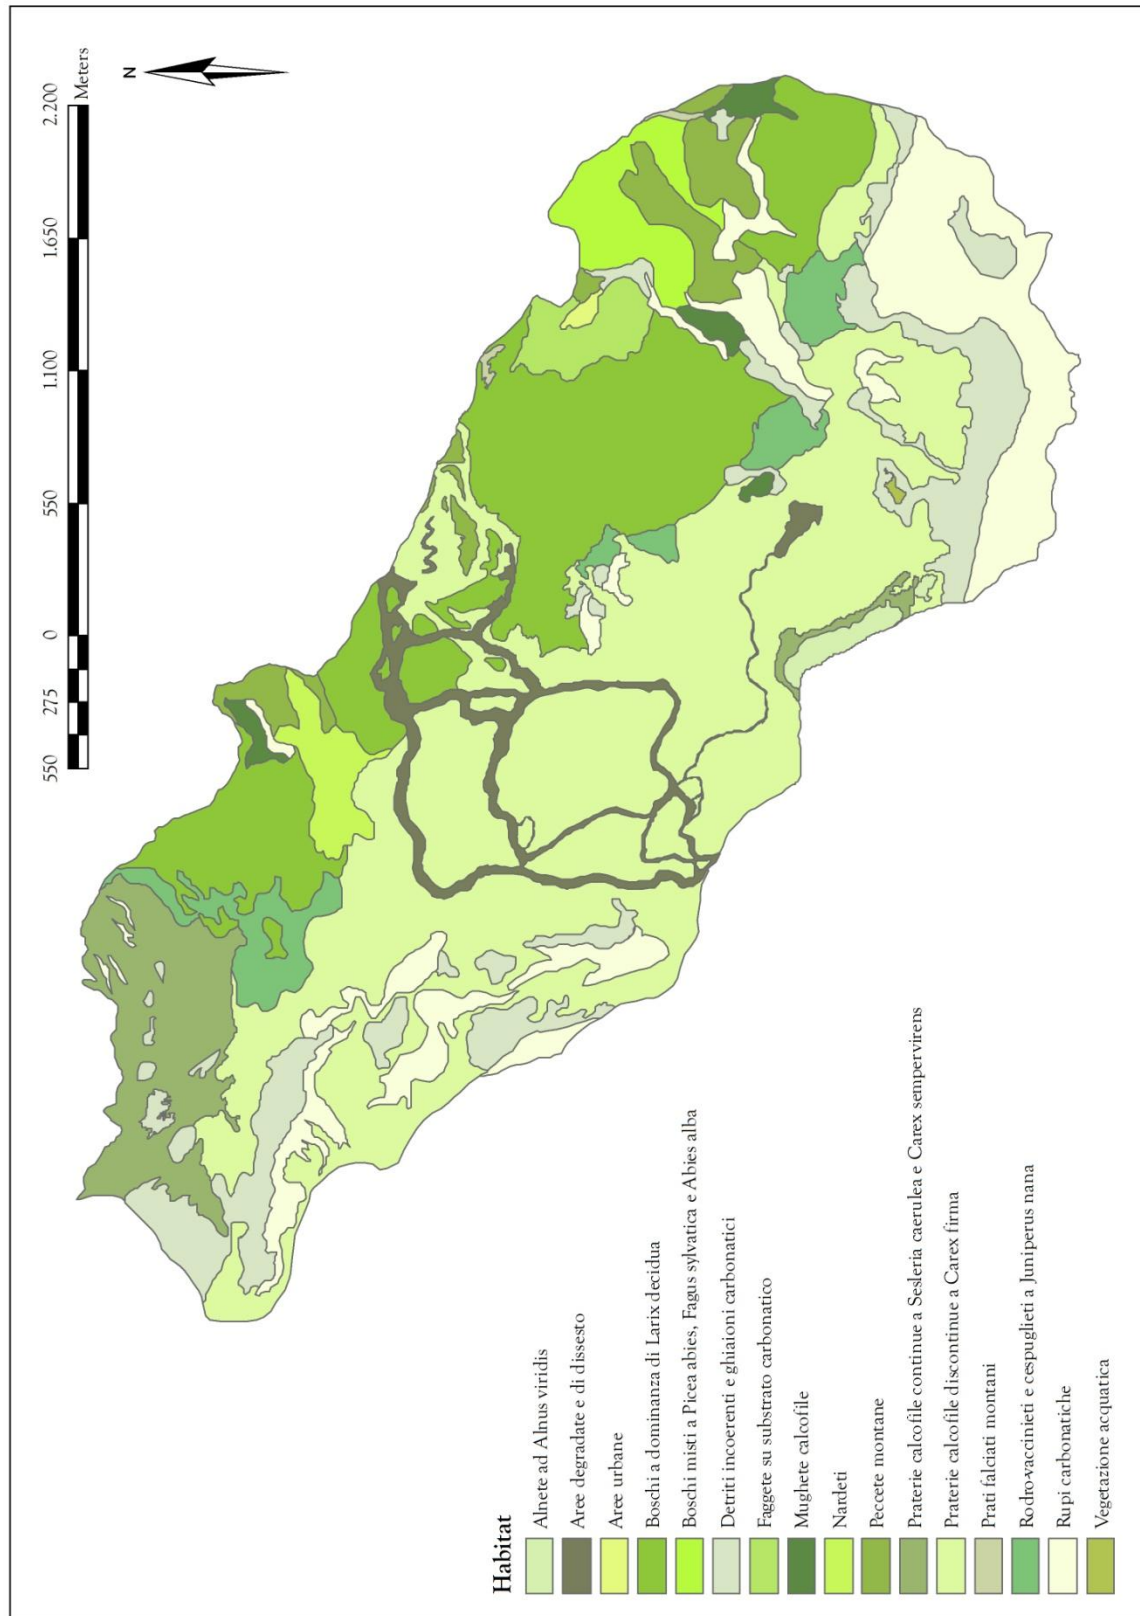 550 275 0 550 1.100 1.650 2.200
Meters
N
Habitat
Alnete ad Alnus viridis
Aree degradate e di dissesto
Aree urbane
Boschi a dominanza di Larix decidua
Boschi misti a Picea abies, Fagus sylvatica e Abies alba
Detriti incoerenti e ghiaioni carbonatici
Faggete su substrato carbonatico
Mughete calcofile
Nardeti
Peccete montane
Praterie calcofile continue a Sesleria caerulea e Carex sempervirens
Praterie calcofile discontinue a Carex firma
Prati falciati montani
Rodro-vaccinieti e cespuglieti a Juniperus nana
Rupi carbonatiche
Vegetazione acquatica